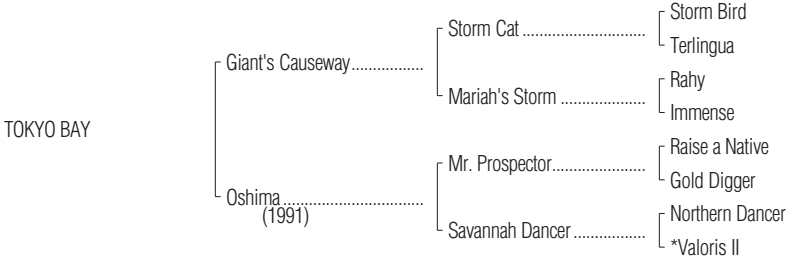 TOKYO BAY
Giant's Causeway.................
Oshima.................................
(1991)
Storm Cat.............................
Mariah's Storm....................
Mr. Prospector......................
Savannah Dancer.................
Storm Bird
Terlingua
Rahy
Immense
Raise a Native
Gold Digger
Northern Dancer
*Valoris II